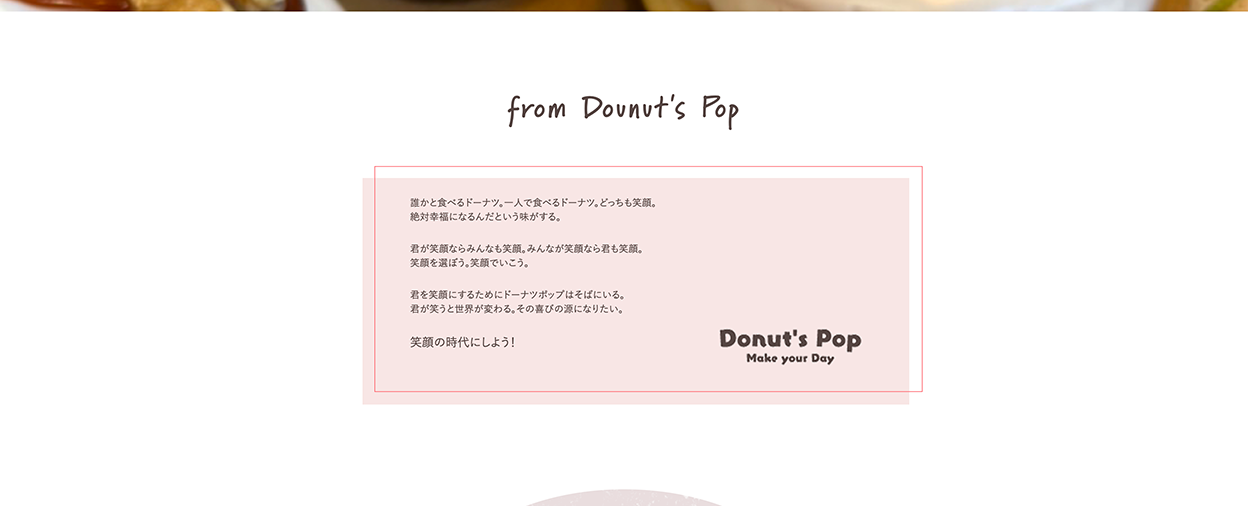 from Dounut's Pop
誰かと食べるドーナツ。一人で食べるドーナツ。どっちも笑顔。
絶対幸福になるんだという味がする。
君が笑顔ならみんなも笑顔。みんなが笑顔なら君も笑顔。
笑顔を選ぼう。笑顔でいこう。
君を笑顔にするためにドーナツポップはそばにいる。
君が笑うと世界が変わる。その喜びの源になりたい。
笑顔の時代にしよう！
Donut's Pop
Make your Day